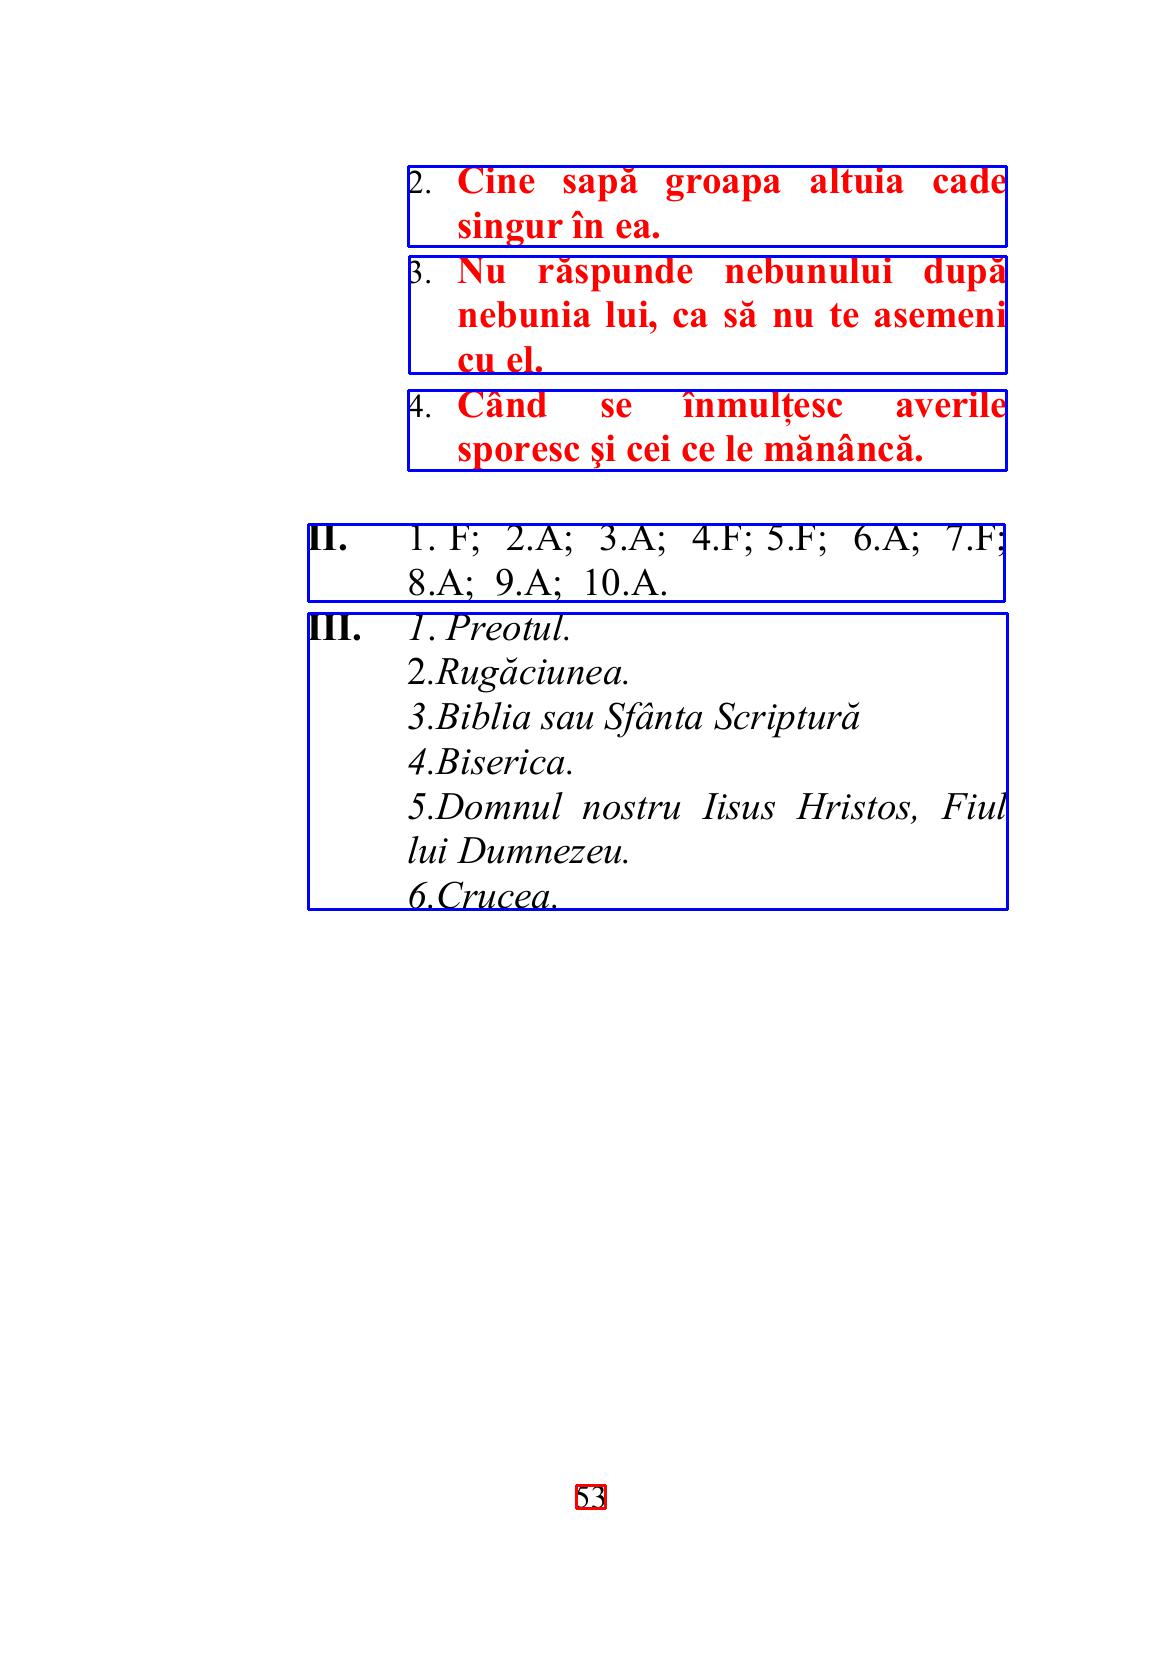 2. Cine sapă groapa altuia cade
singur în ea.
3. Nu răspunde nebunului după
nebunia lui, ca să nu te asemeni
cu el.
4. Când se înmulțesc averile
sporesc şi cei ce le mănâncă.
II. 1. F; 2.A; 3.A; 4.F; 5.F; 6.A; 7.F;
8.A; 9.A; 10.A.
III. 1. Preotul.
2.Rugăciunea.
3.Biblia sau Sfânta Scriptură
4.Biserica.
5.Domnul nostru Iisus Hristos, Fiul
lui Dumnezeu.
6.Crucea.
53